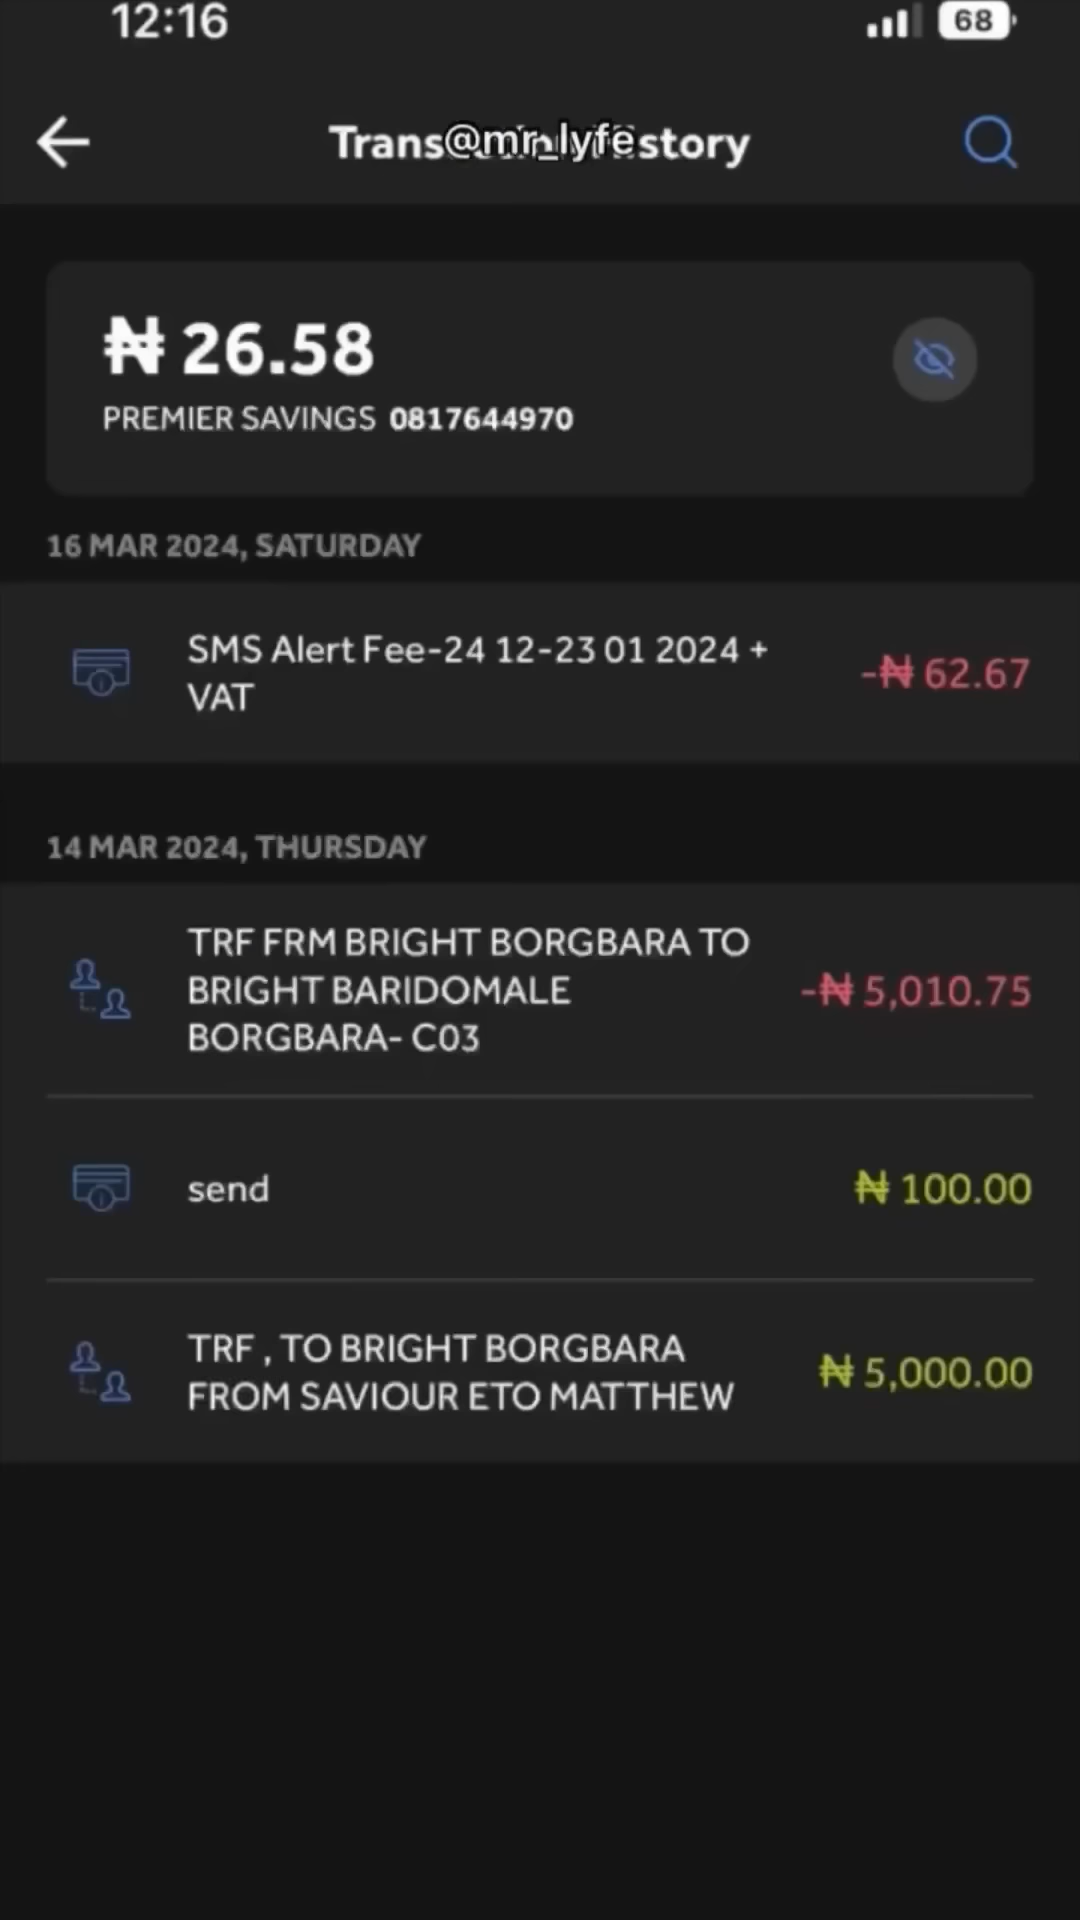 12:16
68
Trans story
@mr_lyfe
₦ 26.58
PREMIER SAVINGS 0817644970
16 MAR 2024, SATURDAY
SMS Alert Fee-24 12-23 01 2024 +
VAT
-₦ 62.67
14 MAR 2024, THURSDAY
TRF FRM BRIGHT BORGBARA TO
BRIGHT BARIDOMALE
BORGBARA- C03
-₦ 5,010.75
send
₦ 100.00
TRF , TO BRIGHT BORGBARA
FROM SAVIOUR ETO MATTHEW
₦ 5,000.00